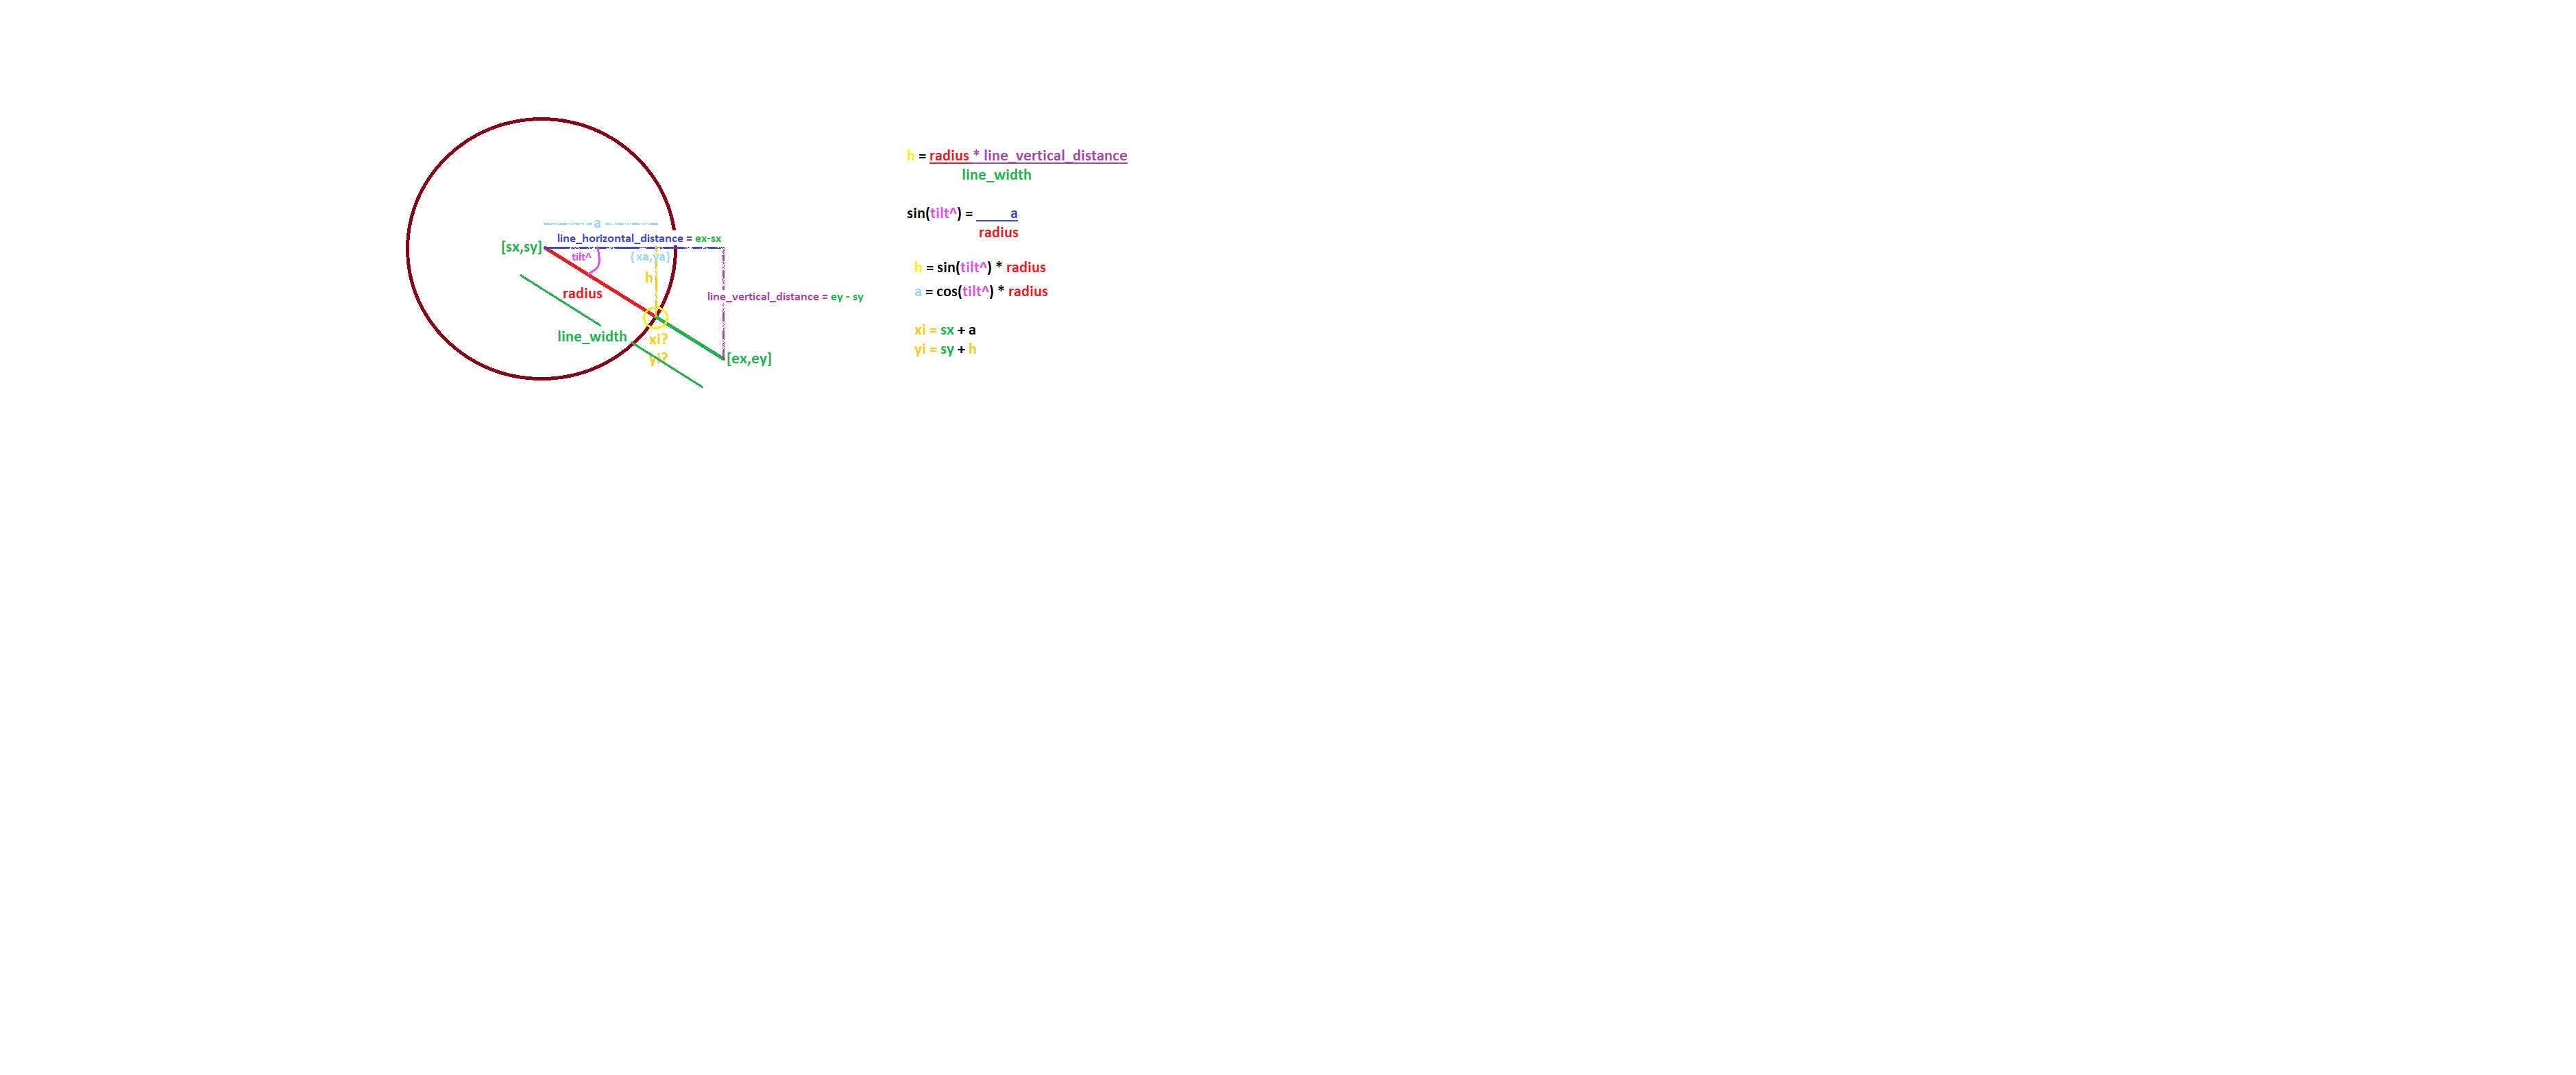 a
line_horizontal_distance = ex-sx
[sx,sy]
tilt^
{xa,ya}
h
radius
line_vertical_distance = ey - sy
line_width
xi?
yi?
[ex,ey]
h = radius * line_vertical_distance
line_width
sin(tilt^) = a
radius
h = sin(tilt^) * radius
a = cos(tilt^) * radius
xi = sx + a
yi = sy + h